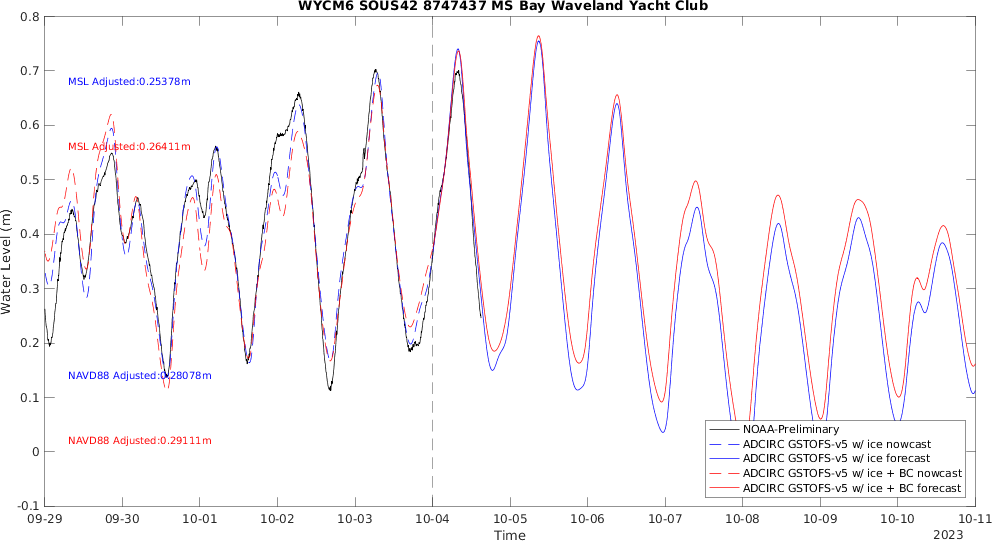 WYCM6 SOUS42 8747437 MS Bay Waveland Yacht Club
Water Level (m)
0.8
0.7
0.6
0.5
0.4
0.3
0.2
0.1
0
-0.1
MSL Adjusted:0.25378m
MSL Adjusted:0.26411m
NAVD88 Adjusted:0.28078m
NAVD88 Adjusted:0.29111m
NOAA-Preliminary
ADCIRC GSTOFS-v5 w/ ice nowcast
ADCIRC GSTOFS-v5 w/ ice forecast
ADCIRC GSTOFS-v5 w/ ice + BC nowcast
ADCIRC GSTOFS-v5 w/ ice + BC forecast
09-29 09-30 10-01 10-02 10-03 10-04 10-05 10-06 10-07 10-08 10-09 10-10 10-11
Time
2023